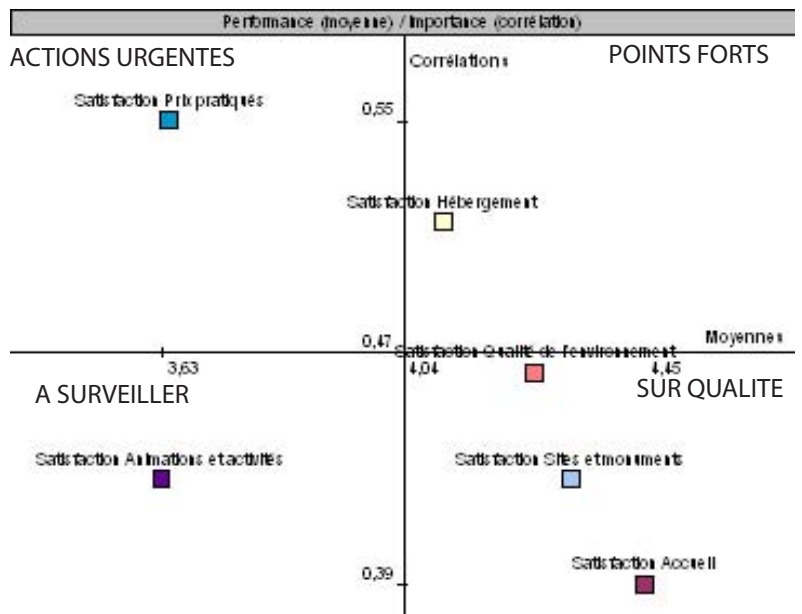 Performance (moyenne) / Importance (corrélation)
ACTIONS URGENTES
Corrélations
POINTS FORTS
Satisfaction Prix pratiqués
0,55
Satisfaction Hébergement
0,47
Moyennes
Satisfaction Qualité de l'environnement
3,63
4,04
4,45
A SURVEILLER
SUR QUALITE
Satisfaction Animations et activités
Satisfaction Sites et monuments
Satisfaction Accueil
0,39